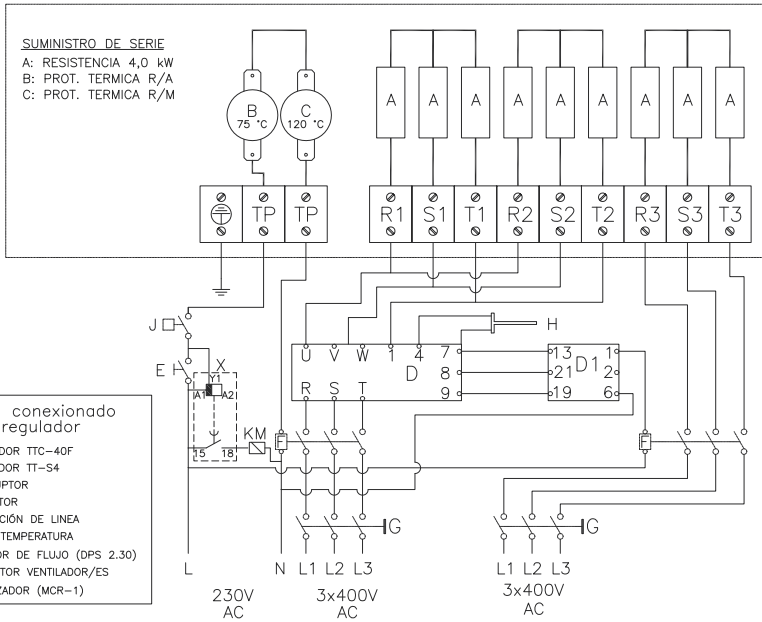 SUMINISTRO DE SERIE
A: RESISTENCIA 4,0 kW
B: PROT. TERMICA R/A
C: PROT. TERMICA R/M
B
75 °C
C
120 °C
A A A A A A A A A
TP TP R1 S1 T1 R2 S2 T2 R3 S3 T3
J
H
E
X
Y1
A1 A2
15 18
KM
U V W 1 4 7
D 8
R S T 9
13 1
21 D1 2
19 6
F F
G G
conexionado
regulador
DOR TTC-40F
DOR TT-S4
UPTOR
TOR
CIÓN DE LINEA
TEMPERATURA
OR DE FLUJO (DPS 2.30)
TOR VENTILADOR/ES
ZADOR (MCR-1)
L N L1 L2 L3 L1 L2 L3
230V
AC
3x400V
AC
3x400V
AC